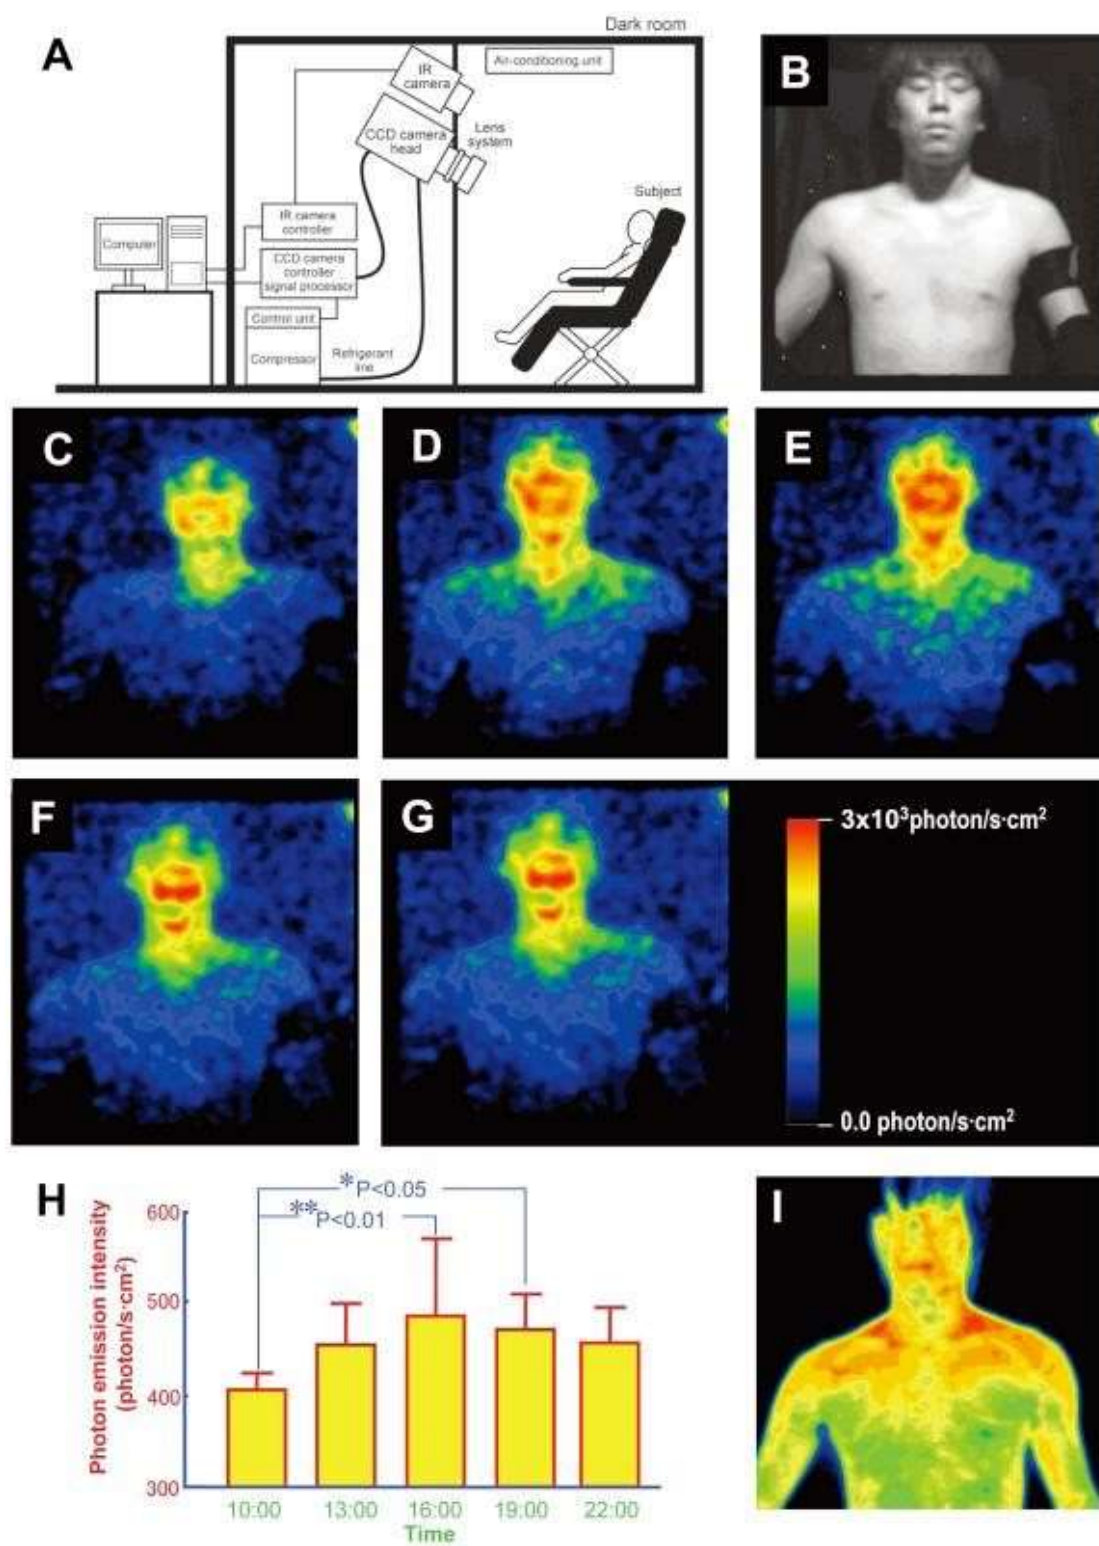 A
Dark room
IR
camera
Air-conditioning unit
CCD camera
head
Lens
system
Subject
IR camera
controller
Computer
CCD camera
controller
signal processor
Control unit
Compressor
Refrigerant
line
B
C
D
E
F
G
3x10³photon/s·cm²
0.0 photon/s·cm²
H
*P<0.05
**P<0.01
Photon emission intensity
(photon/s·cm²)
600
500
400
300
10:00 13:00 16:00 19:00 22:00
Time
I